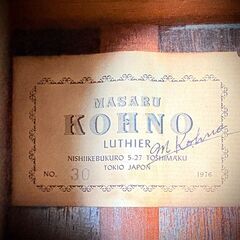 MASARU
KOHNO
LUTHIER
M Kohno
NISHIIKEBUKURO 5-27 TOSHIMAKU
TOKIO JAPON
NO. 30 1976